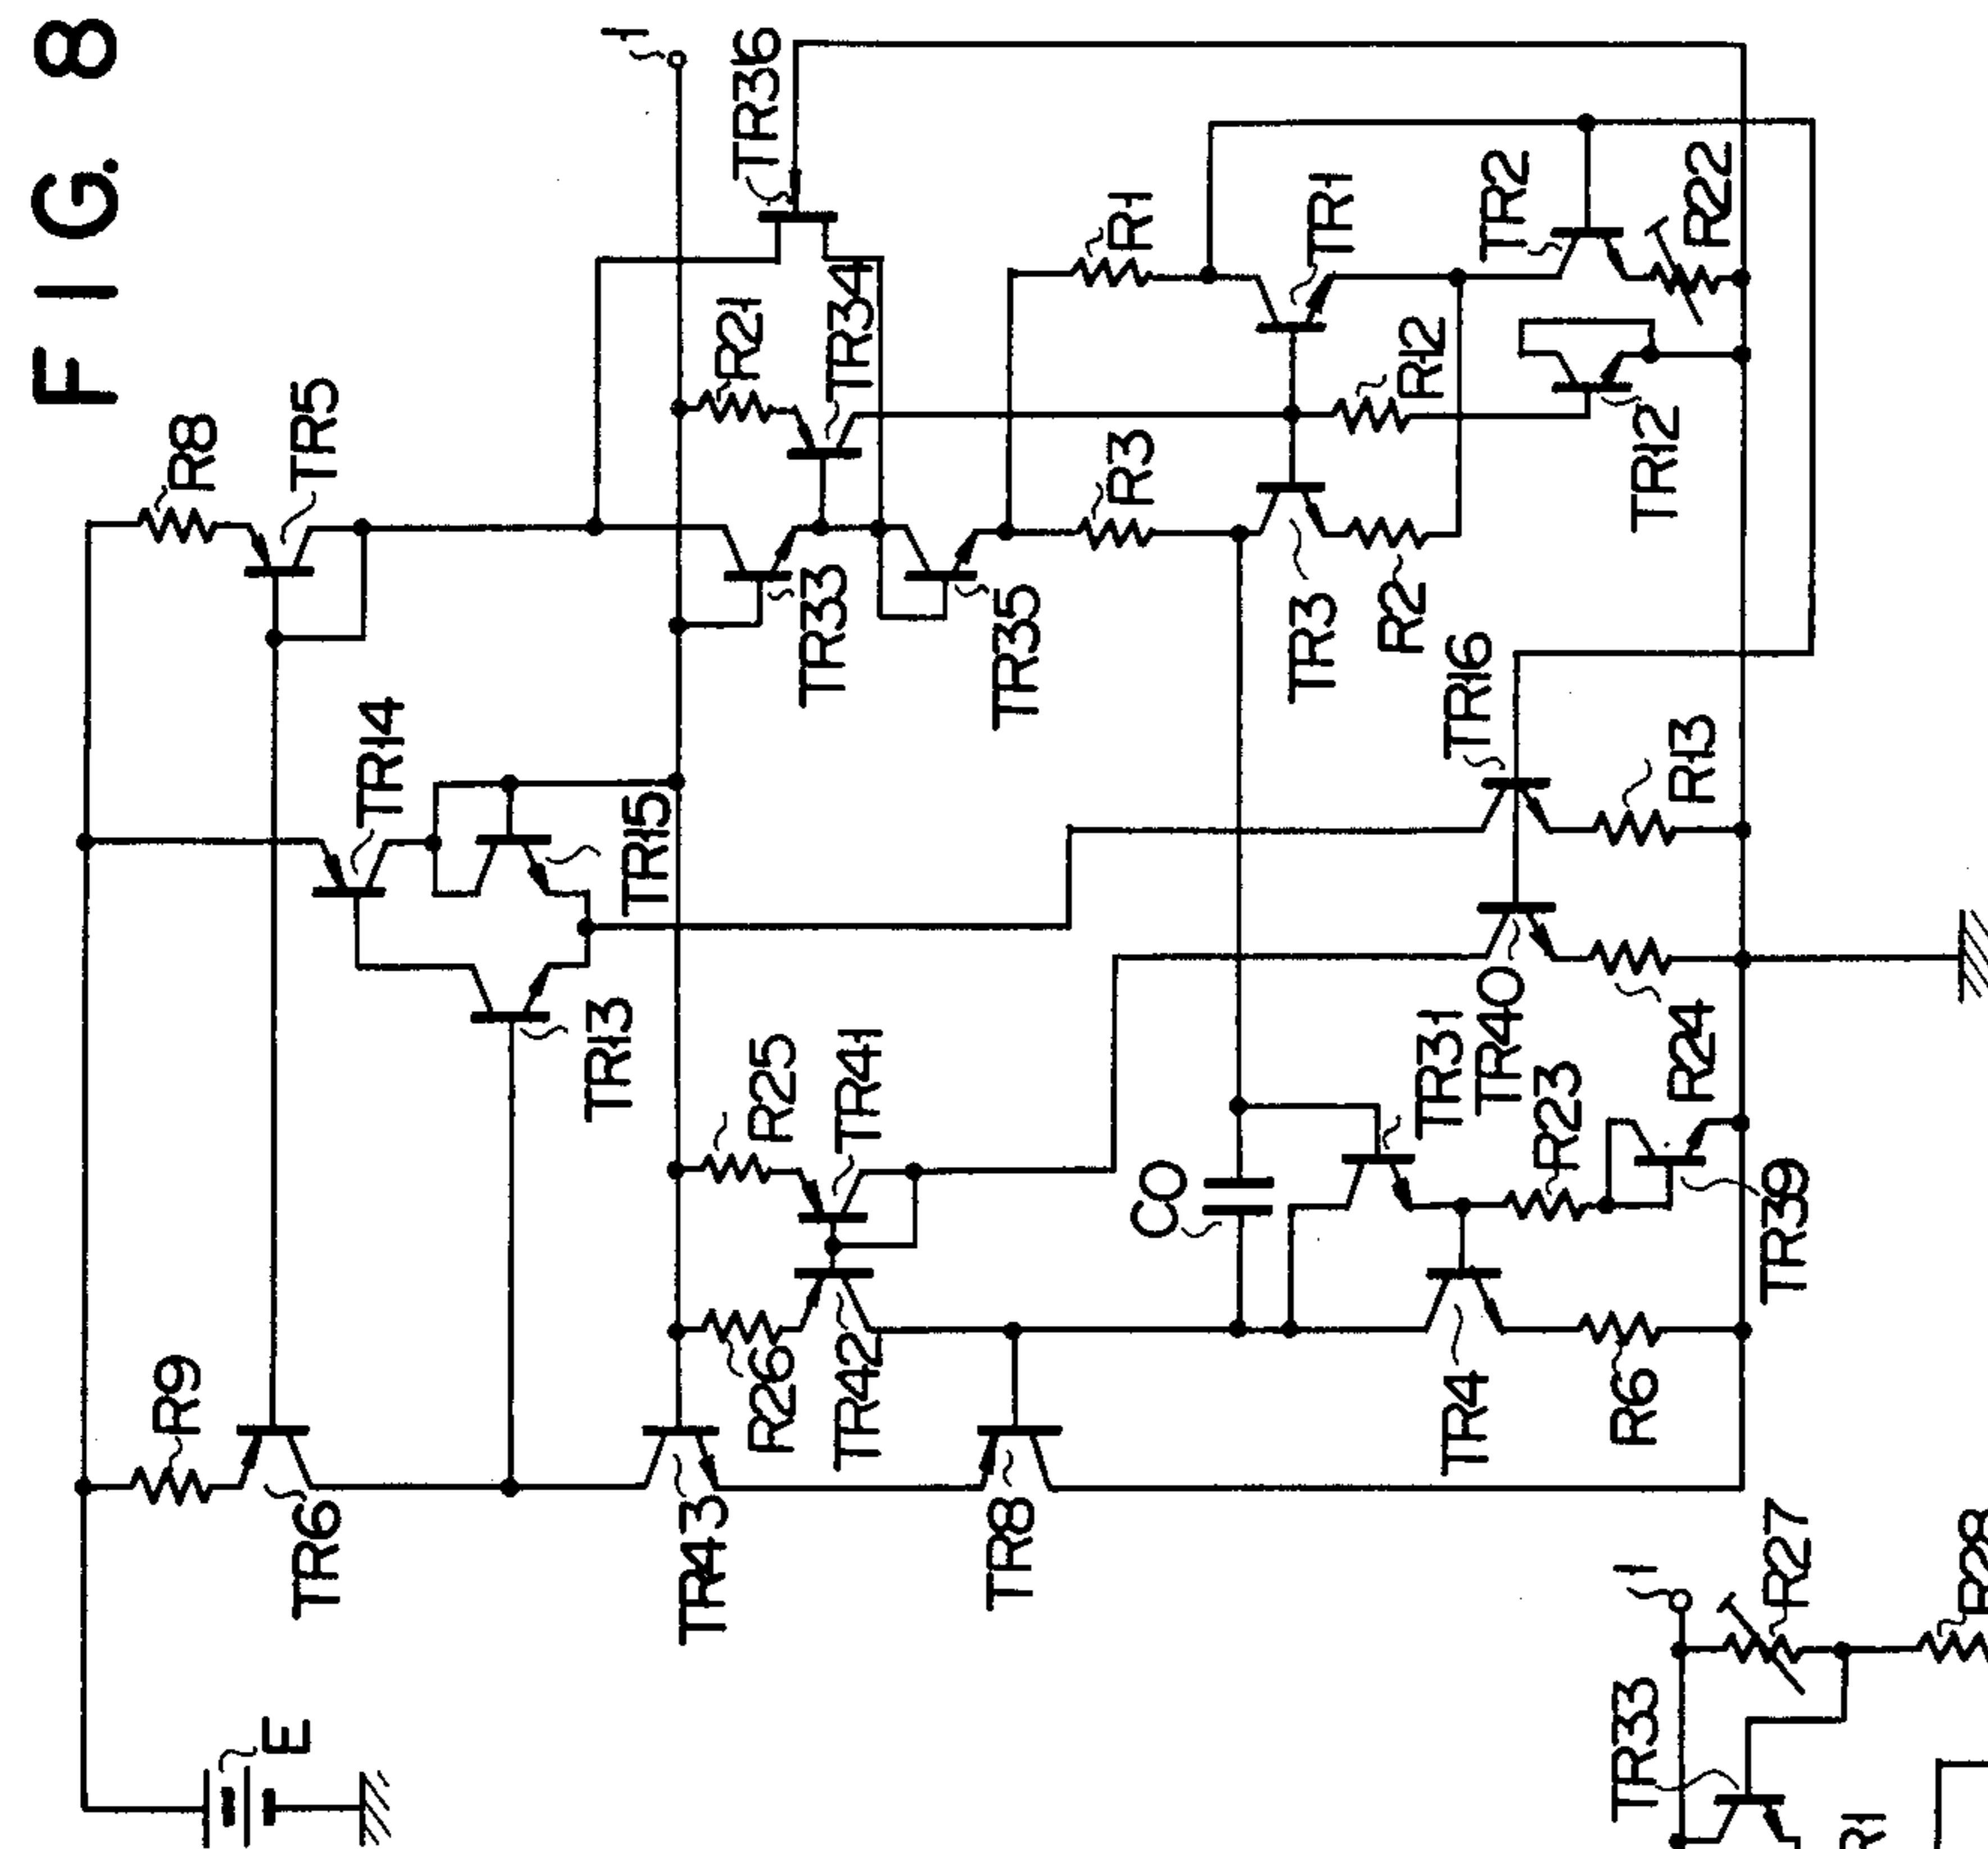 FIG. 8
R8
TR5
1
TR36
R21
TR34
R1
TR1
TR2
R22
R12
TR12
R3
TR33
TR35
TR3
R2
TR14
TR15
TR16
R13
TR13
R25
TR41
TR31
TR40
R23
R24
CO
TR39
R9
R26
TR42
TR4
R6
TR6
TR43
TR8
E
1
R27
R28
TR33
R1